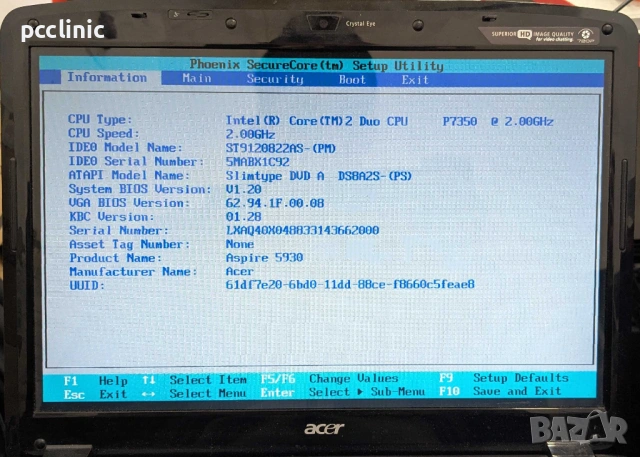 pcclinic
Crystal Eye
SUPERIOR HD IMAGE QUALITY
for video chatting
Phoenix SecureCore(tm) Setup Utility
Information Main Security Boot Exit
CPU Type: Intel(R) Core(TM)2 Duo CPU P7350 @ 2.00GHz
CPU Speed: 2.00GHz
IDE0 Model Name: ST9120822AS-(PM)
IDE0 Serial Number: 5MABX1C92
ATAPI Model Name: Slimtype DVD A DS8A2S-(PS)
System BIOS Version: V1.20
VGA BIOS Version: 62.94.1F.00.08
KBC Version: 01.28
Serial Number: LXAQ40X048833143662000
Asset Tag Number: None
Product Name: Aspire 5930
Manufacturer Name: Acer
UUID: 61df7e20-6bd0-11dd-88ce-f8660c5feae8
F1 Help ↑↓ Select Item F5/F6 Change Values F9 Setup Defaults
Esc Exit ↔ Select Menu Enter Select ▶ Sub-Menu F10 Save and Exit
acer
BAZAR